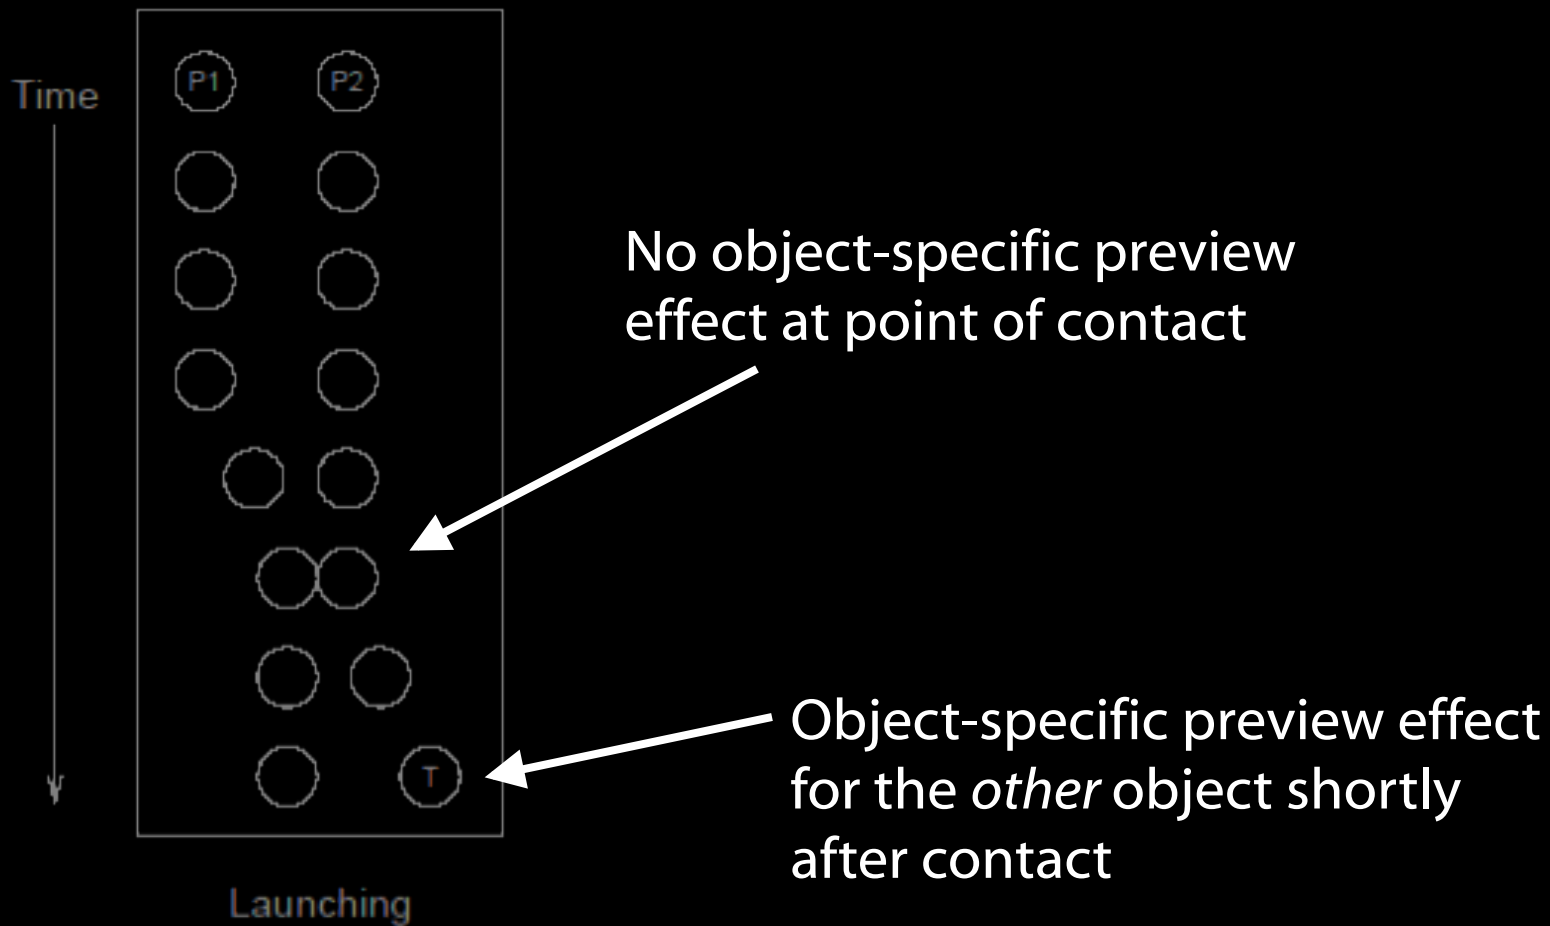 P1 P2
Time
No object-specific preview
effect at point of contact
Object-specific preview effect
for the other object shortly
after contact
T
Launching